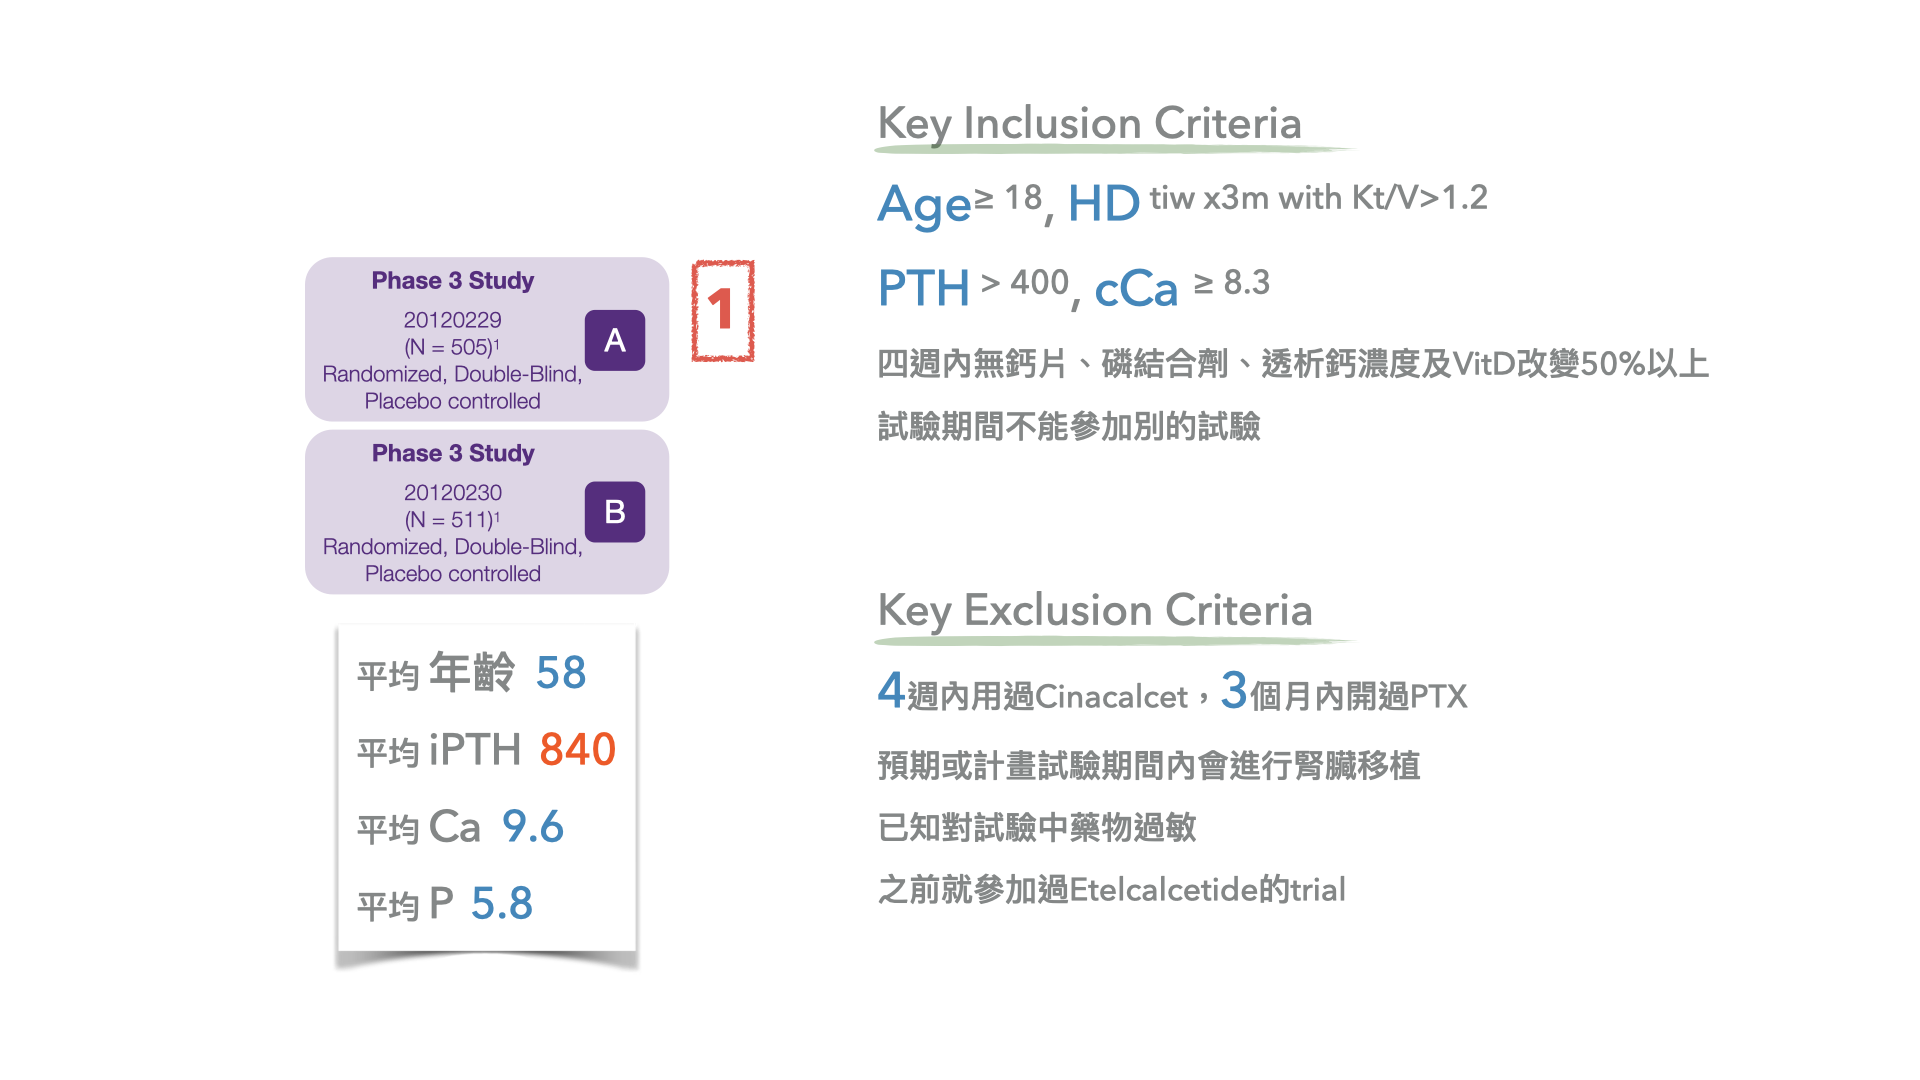 Phase 3 Study
20120229
(N = 505)¹
Randomized, Double-Blind,
Placebo controlled
A
1
Phase 3 Study
20120230
(N = 511)¹
Randomized, Double-Blind,
Placebo controlled
B
平均 年齡 58
平均 iPTH 840
平均 Ca 9.6
平均 P 5.8
Key Inclusion Criteria
Age ≥ 18, HD tiw x3m with Kt/V>1.2
PTH > 400, cCa ≥ 8.3
四週內無鈣片、磷結合劑、透析鈣濃度及VitD改變50%以上
試驗期間不能參加別的試驗
Key Exclusion Criteria
4週內用過Cinacalcet，3個月內開過PTX
預期或計畫試驗期間內會進行腎臟移植
已知對試驗中藥物過敏
之前就參加過Etelcalcetide的trial